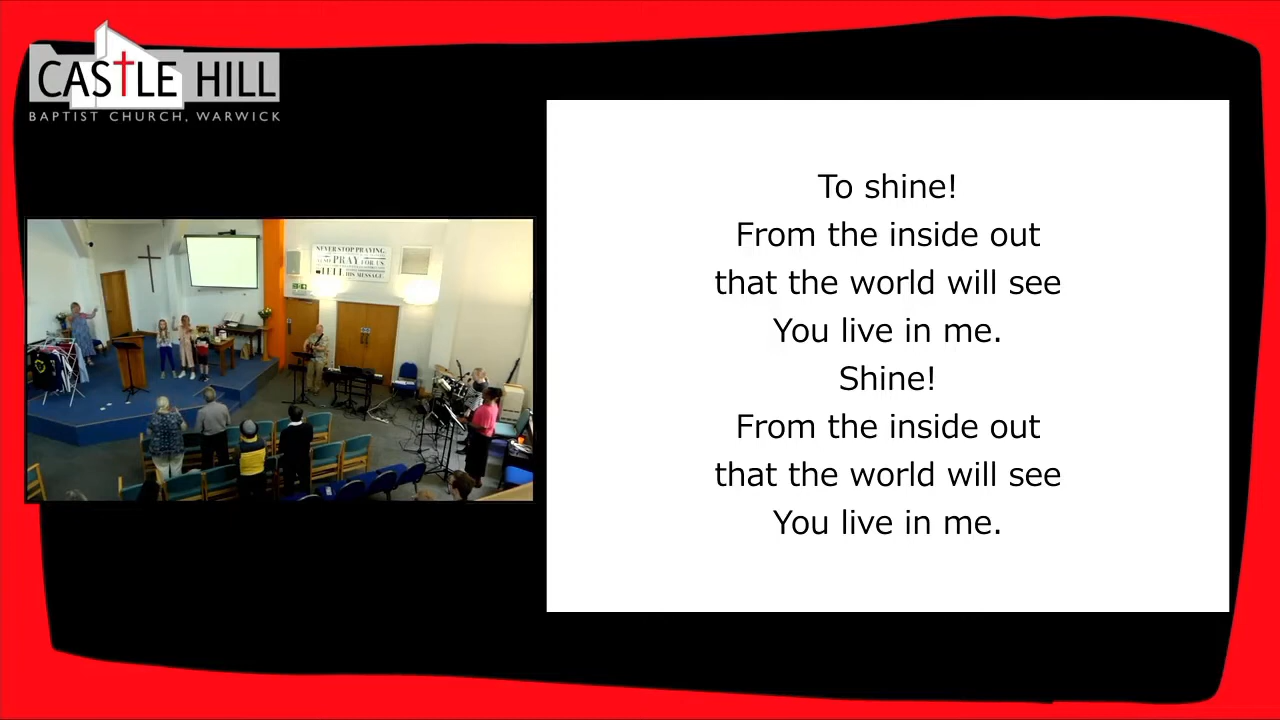 CASTLE HILL
BAPTIST CHURCH, WARWICK
To shine!
From the inside out
that the world will see
You live in me.
Shine!
From the inside out
that the world will see
You live in me.
NEVER STOP PRAYING,
PRAY FOR US
HIS MESSAGE